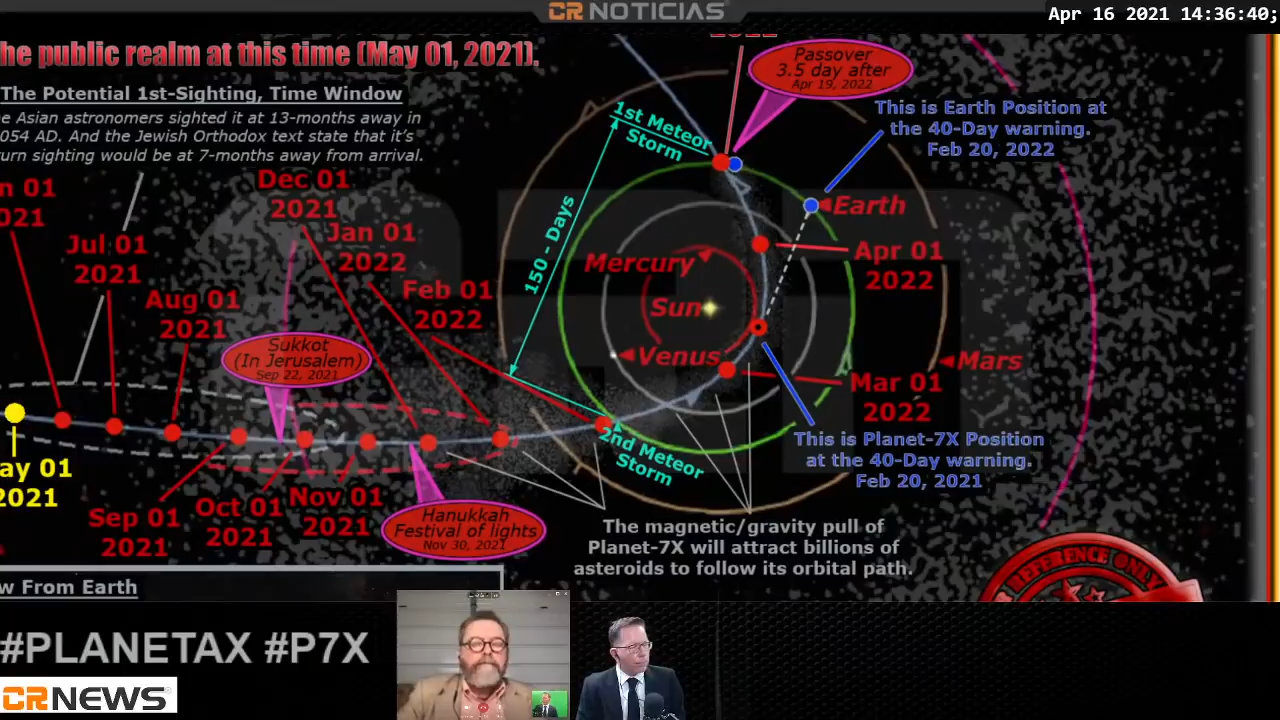 CR NOTICIAS
Apr 16 2021 14:36:40;
he public realm at this time (May 01, 2021).
2022
Passover
3.5 day after
Apr 19, 2022
The Potential 1st-Sighting, Time Window
e Asian astronomers sighted it at 13-months away in
054 AD. And the Jewish Orthodox text state that it's
urn sighting would be at 7-months away from arrival.
This is Earth Position at
the 40-Day warning.
Feb 20, 2022
1st Meteor
Storm
n 01
021
Jul 01
2021
Aug 01
2021
Dec 01
2021
Jan 01
2022
Feb 01
2022
150 - Days
Earth
Mercury
Sun
Venus
Apr 01
2022
Mars
Mar 01
2022
Sukkot
(In Jerusalem)
Sep 22, 2021
ay 01
2021
Sep 01
2021
Oct 01
2021
Nov 01
2021
Hanukkah
Festival of lights
Nov 30, 2021
2nd Meteor
Storm
This is Planet-7X Position
at the 40-Day warning.
Feb 20, 2021
The magnetic/gravity pull of
Planet-7X will attract billions of
asteroids to follow its orbital path.
REFERENCE ONLY
w From Earth
#PLANETAX #P7X
CR NEWS